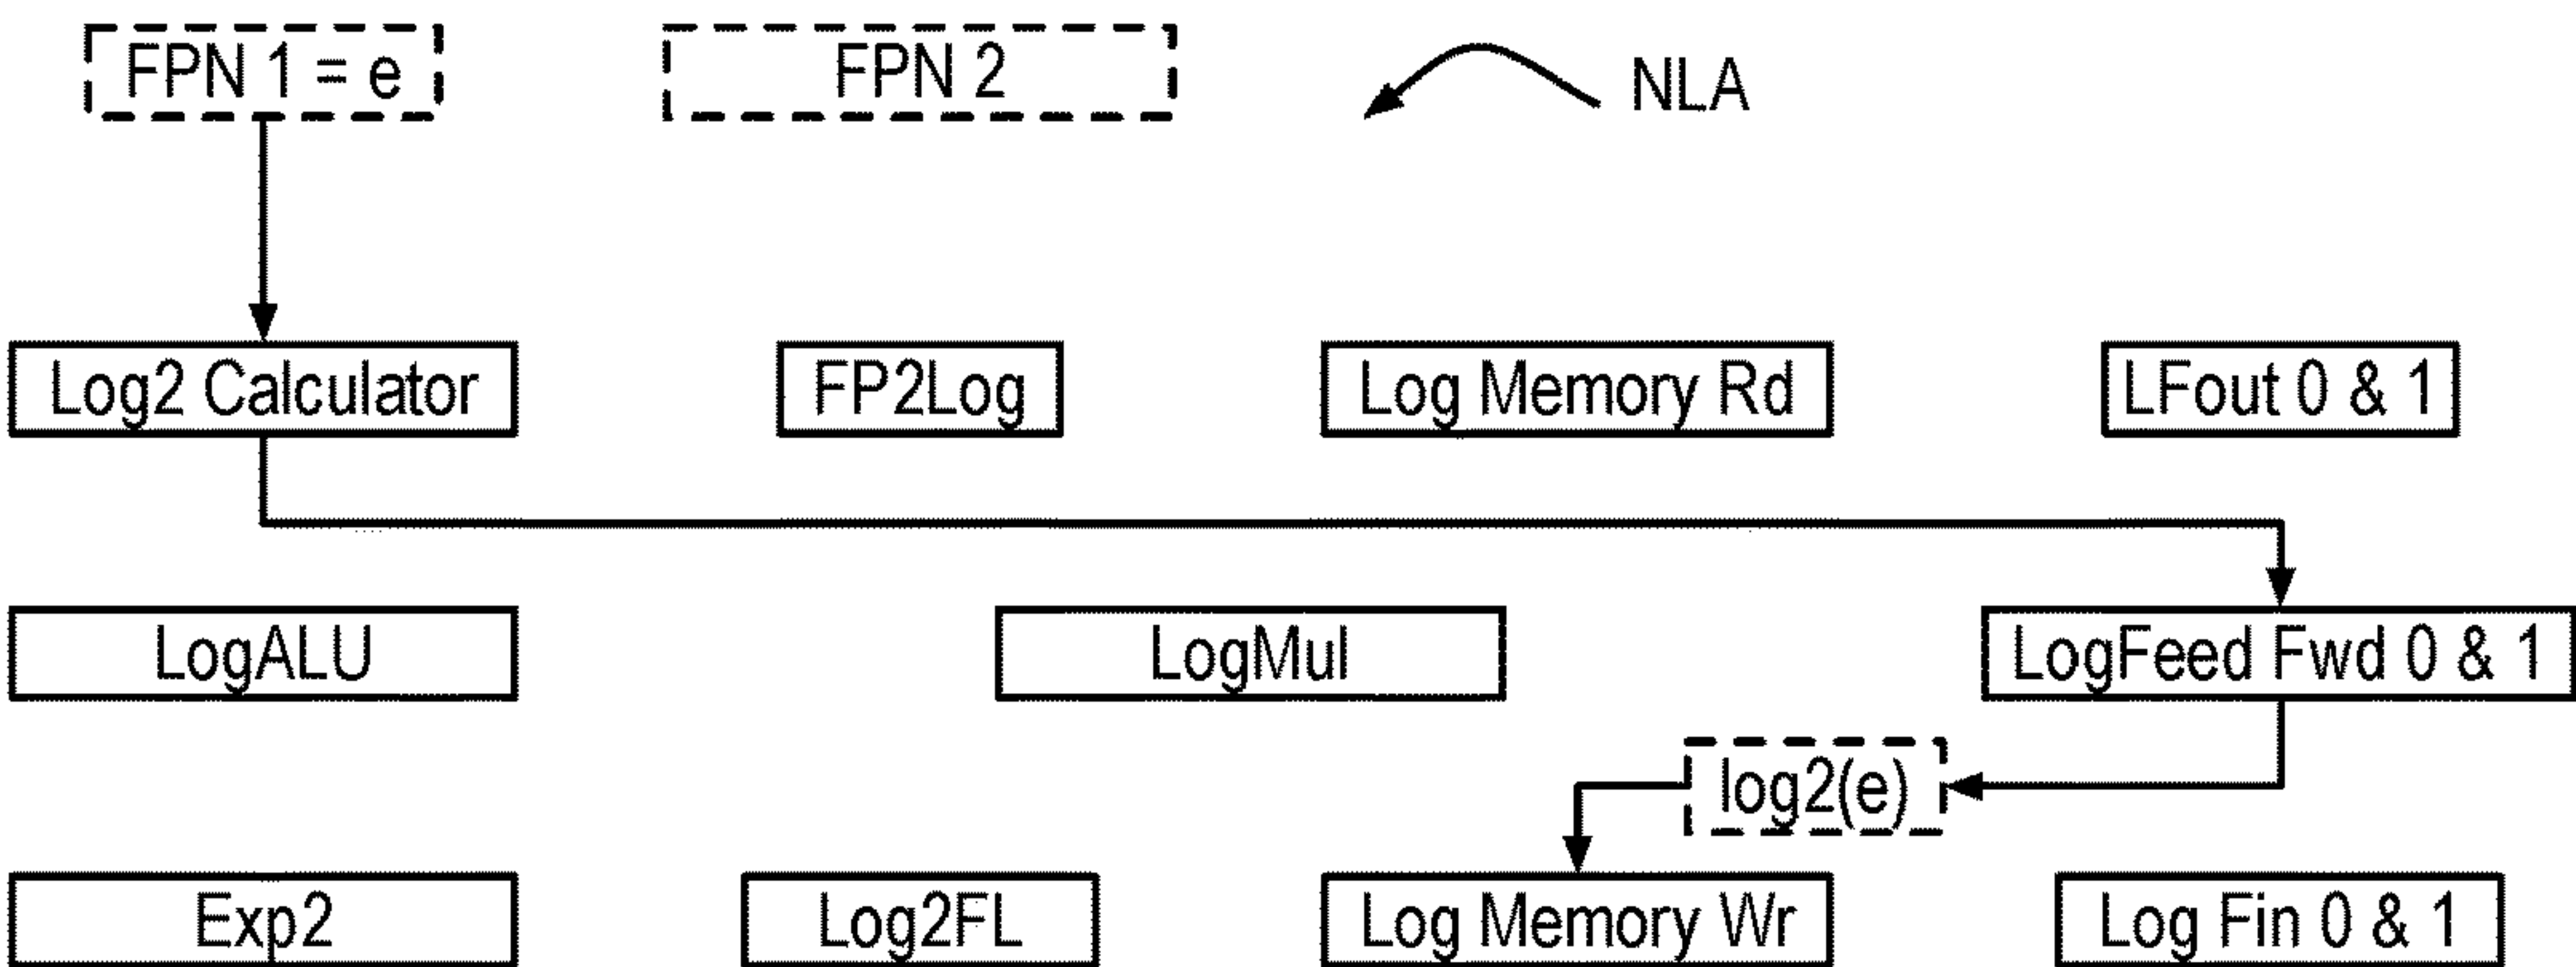 FPN 1 = e
FPN 2
NLA
Log2 Calculator
FP2Log
Log Memory Rd
LFout 0 & 1
LogALU
LogMul
LogFeed Fwd 0 & 1
log2(e)
Exp2
Log2FL
Log Memory Wr
Log Fin 0 & 1